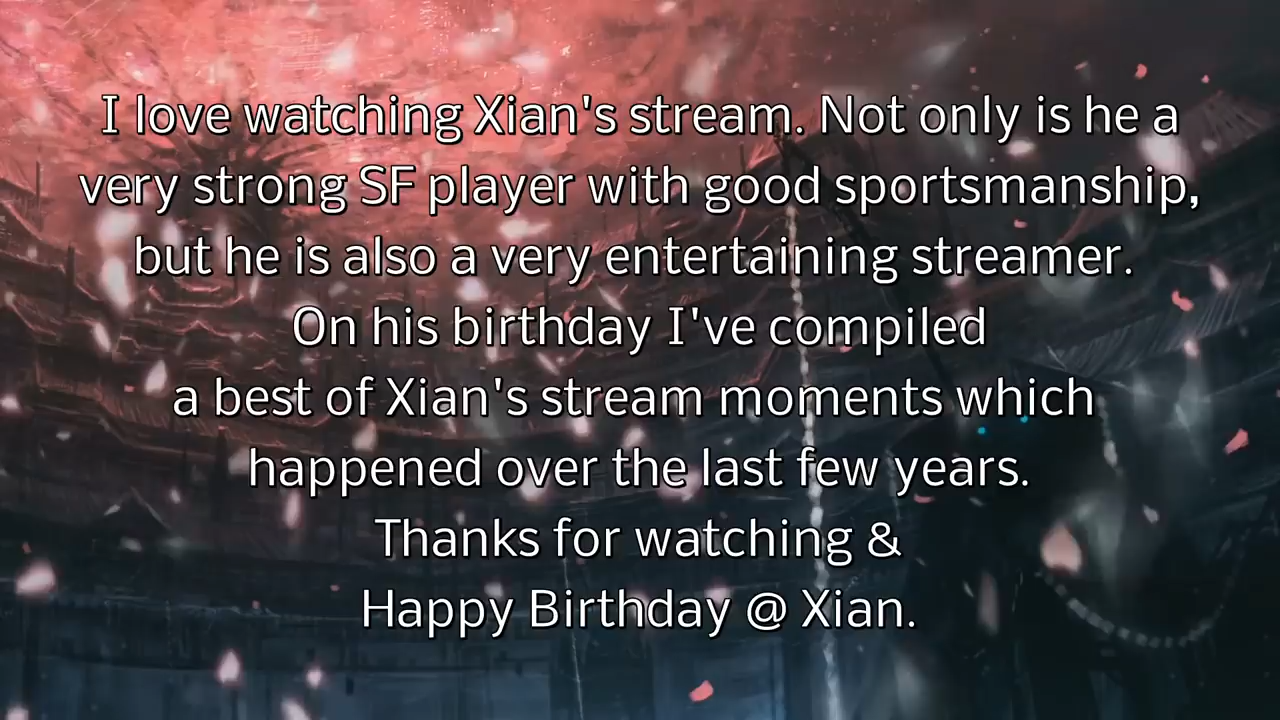 I love watching Xian's stream. Not only is he a
very strong SF player with good sportsmanship,
but he is also a very entertaining streamer.
On his birthday I've compiled
a best of Xian's stream moments which
happened over the last few years.
Thanks for watching &
Happy Birthday @ Xian.